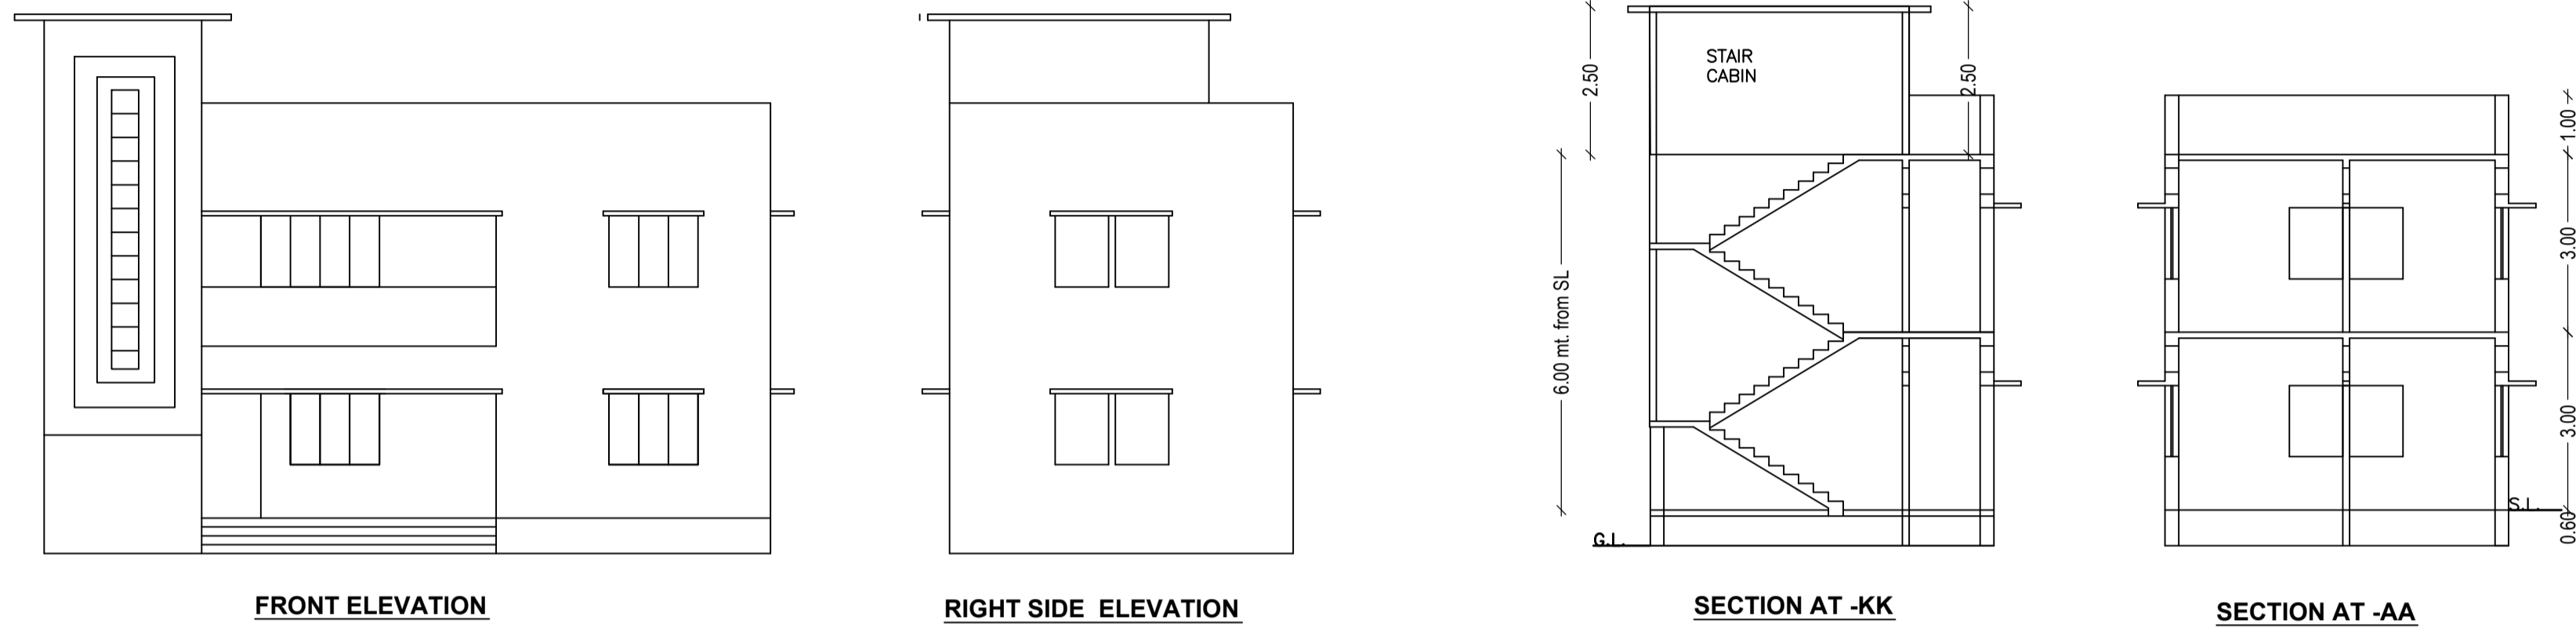 STAIR
CABIN
2.50
2.50
6.00 mt. from SL
G.L.
1.00
3.00
3.00
S.L.
0.60
FRONT ELEVATION
RIGHT SIDE ELEVATION
SECTION AT -KK
SECTION AT -AA